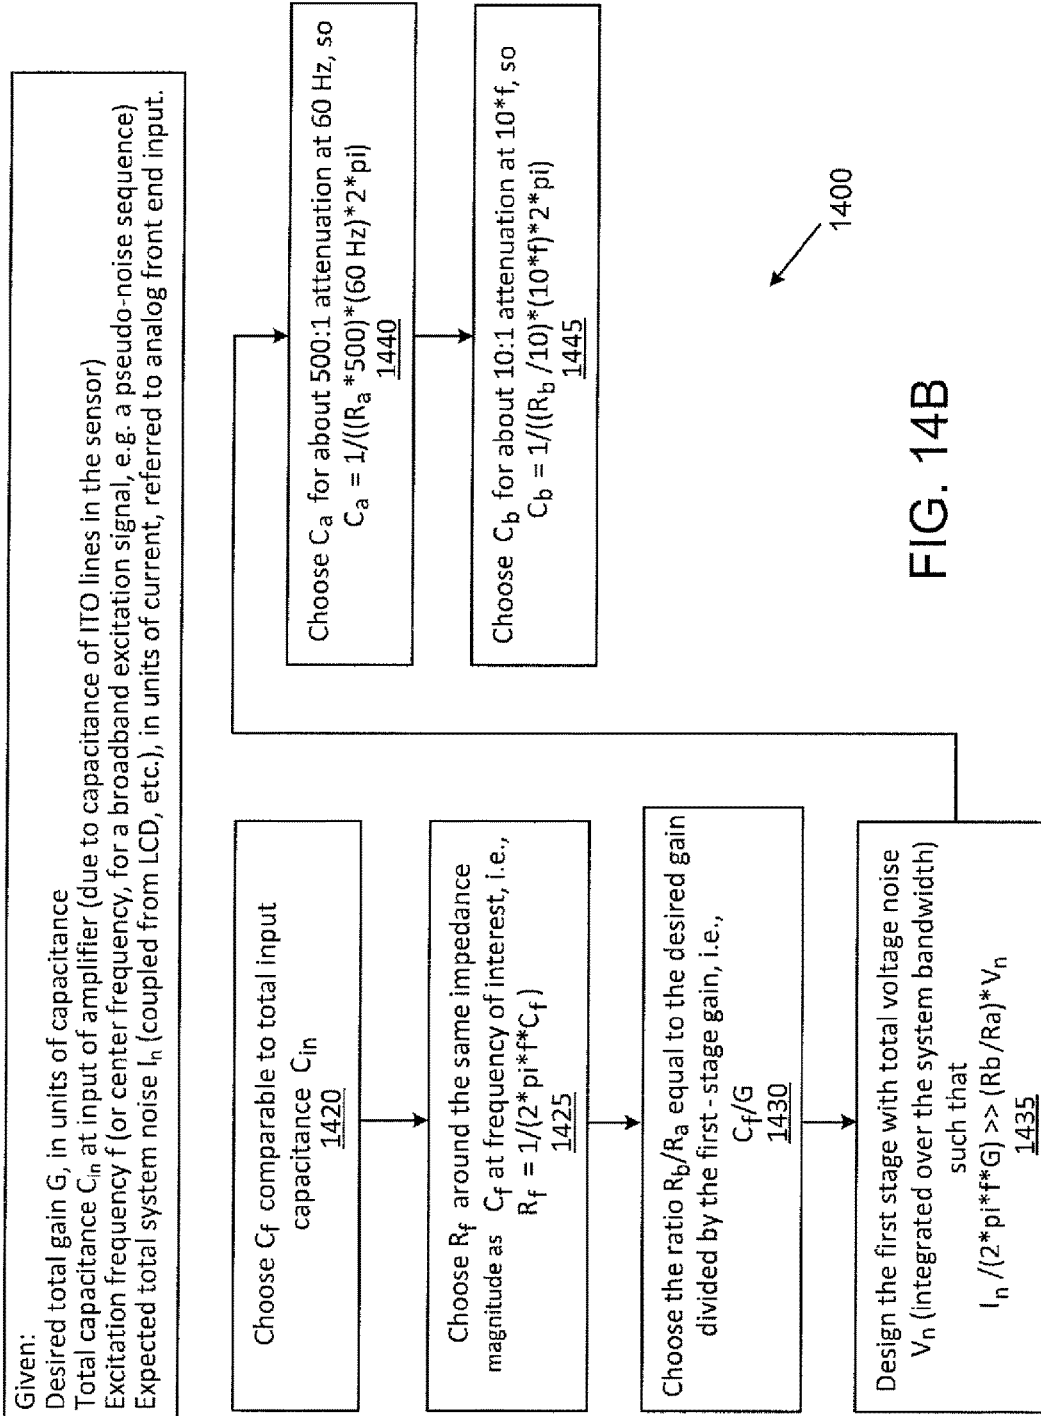 Given:
Desired total gain G, in units of capacitance
Total capacitance Cin at input of amplifier (due to capacitance of ITO lines in the sensor)
Excitation frequency f (or center frequency, for a broadband excitation signal, e.g. a pseudo-noise sequence)
Expected total system noise In (coupled from LCD, etc.), in units of current, referred to analog front end input.
Choose Cf comparable to total input
capacitance Cin
1420
Choose Rf around the same impedance
magnitude as Cf at frequency of interest, i.e.,
Rf = 1/(2*pi*f*Cf)
1425
Choose the ratio Rb/Ra equal to the desired gain
divided by the first - stage gain, i.e.,
Cf/G
1430
Design the first stage with total voltage noise
Vn (integrated over the system bandwidth)
such that
In /(2*pi*f*G) >> (Rb/Ra)*Vn
1435
Choose Ca for about 500:1 attenuation at 60 Hz, so
Ca = 1/((Ra *500)*(60 Hz)*2*pi)
1440
Choose Cb for about 10:1 attenuation at 10*f, so
Cb = 1/((Rb /10)*(10*f)*2*pi)
1445
1400
FIG. 14B